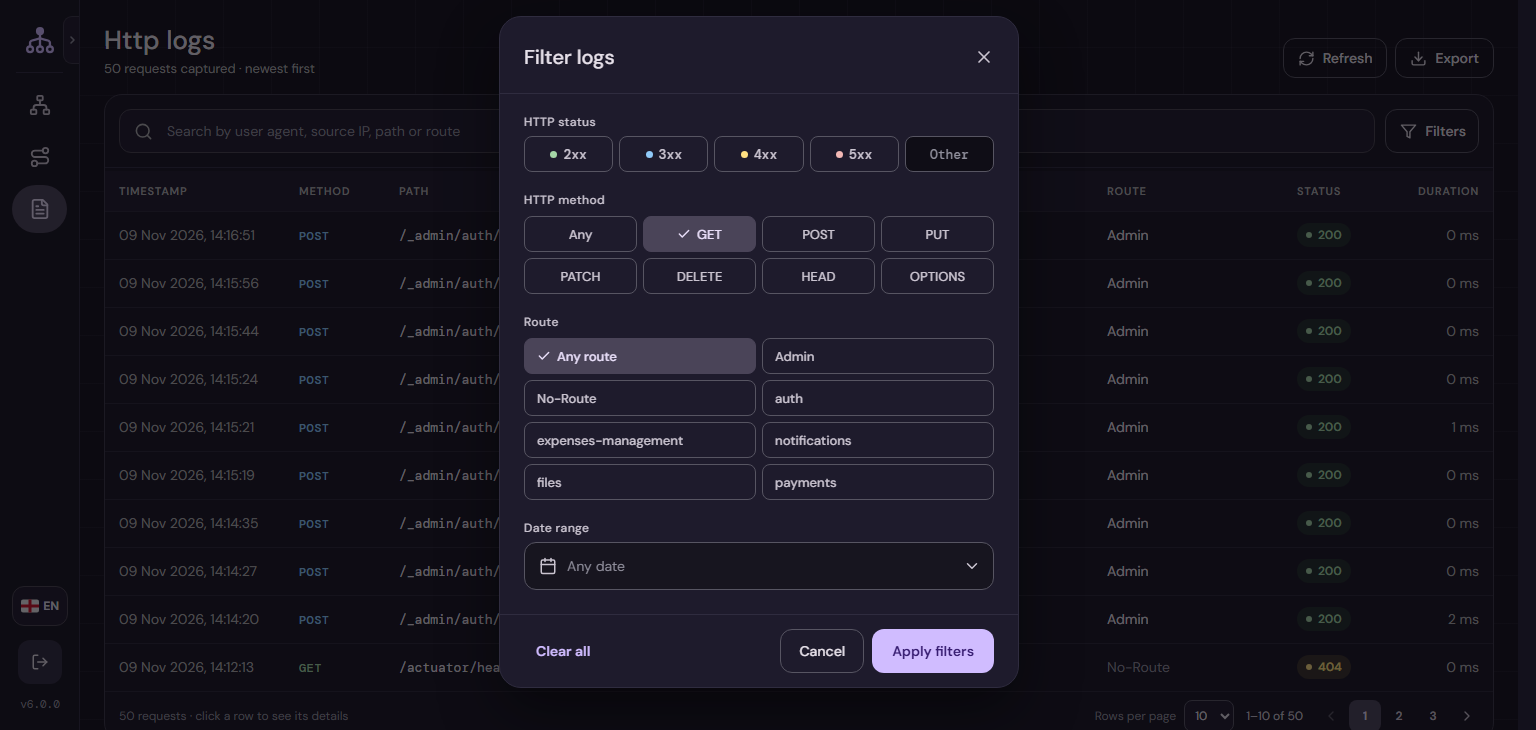 Http logs
50 requests captured · newest first
Refresh
Export
Search by user agent, source IP, path or route
Filters
TIMESTAMP METHOD PATH ROUTE STATUS DURATION
09 Nov 2026, 14:16:51 POST /_admin/auth/ Admin 200 0 ms
09 Nov 2026, 14:15:56 POST /_admin/auth/ Admin 200 0 ms
09 Nov 2026, 14:15:44 POST /_admin/auth/ Admin 200 0 ms
09 Nov 2026, 14:15:24 POST /_admin/auth/ Admin 200 0 ms
09 Nov 2026, 14:15:21 POST /_admin/auth/ Admin 200 1 ms
09 Nov 2026, 14:15:19 POST /_admin/auth/ Admin 200 0 ms
09 Nov 2026, 14:14:35 POST /_admin/auth/ Admin 200 0 ms
09 Nov 2026, 14:14:27 POST /_admin/auth/ Admin 200 0 ms
09 Nov 2026, 14:14:20 POST /_admin/auth/ Admin 200 2 ms
09 Nov 2026, 14:12:13 GET /actuator/hea No-Route 404 0 ms
50 requests · click a row to see its details
Rows per page 10 1–10 of 50 1 2 3
EN
v6.0.0
Filter logs
HTTP status
2xx 3xx 4xx 5xx Other
HTTP method
Any GET POST PUT
PATCH DELETE HEAD OPTIONS
Route
Any route Admin
No-Route auth
expenses-management notifications
files payments
Date range
Any date
Clear all Cancel Apply filters